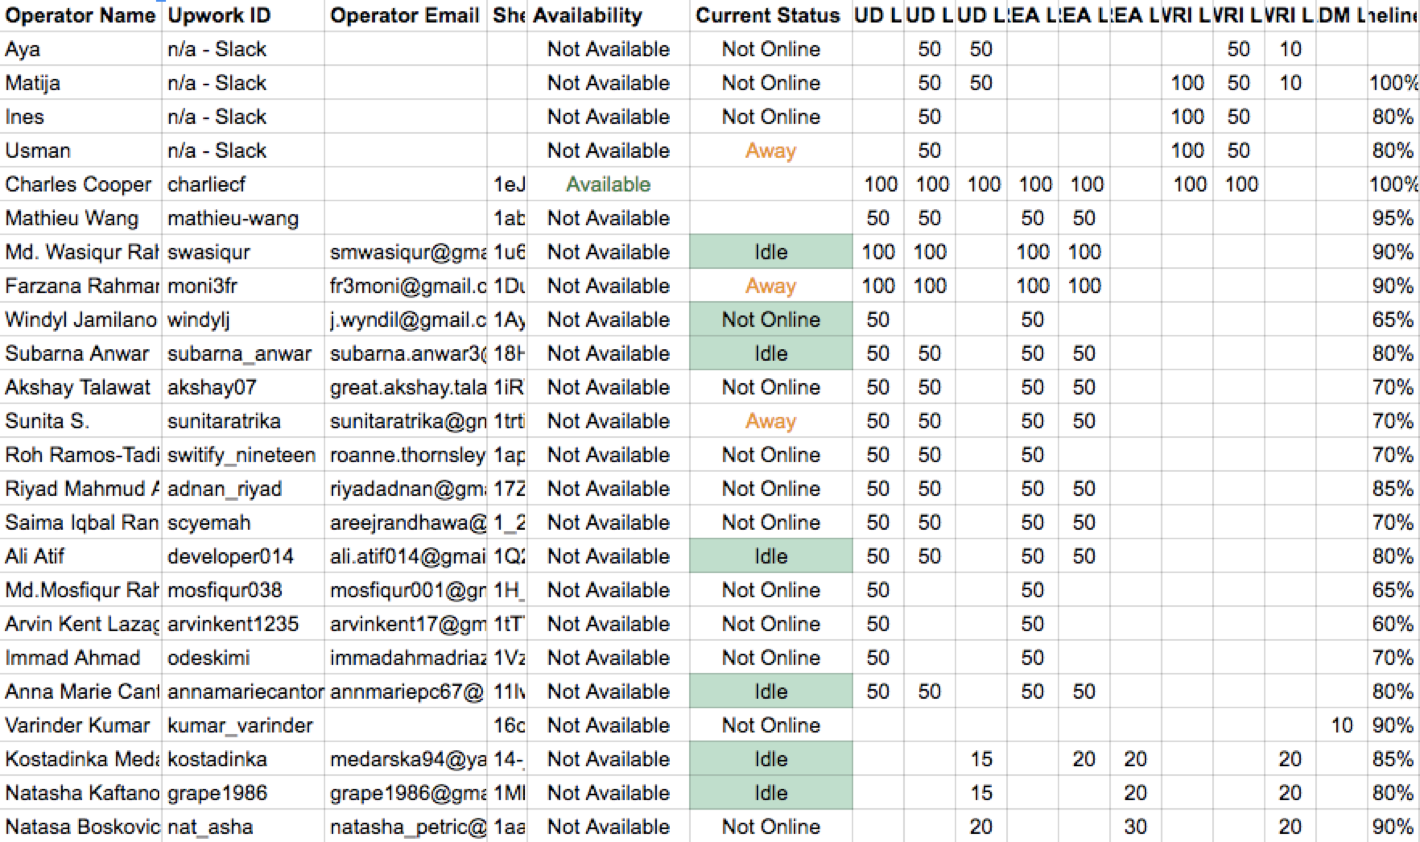 Operator Name Upwork ID Operator Email She Availability Current Status UD L UD L UD L EA L EA L EA L VRI L VRI L VRI L DM L neline
Aya n/a - Slack Not Available Not Online 50 50 50 10
Matija n/a - Slack Not Available Not Online 50 50 100 50 10 100%
Ines n/a - Slack Not Available Not Online 50 100 50 80%
Usman n/a - Slack Not Available Away 50 100 50 80%
Charles Cooper charliecf 1eJ Available 100 100 100 100 100 100 100 100%
Mathieu Wang mathieu-wang 1ab Not Available 50 50 50 50 95%
Md. Wasiqur Rah swasiqur smwasiqur@gma 1u6 Not Available Idle 100 100 100 100 90%
Farzana Rahmar moni3fr fr3moni@gmail.c 1Du Not Available Away 100 100 100 100 90%
Windyl Jamilano windylj j.wyndil@gmail.c 1Ay Not Available Not Online 50 50 65%
Subarna Anwar subarna_anwar subarna.anwar3@ 18H Not Available Idle 50 50 50 50 80%
Akshay Talawat akshay07 great.akshay.tala 1iR Not Available Not Online 50 50 50 50 70%
Sunita S. sunitaratrika sunitaratrika@gn 1trti Not Available Away 50 50 50 50 70%
Roh Ramos-Tadi switify_nineteen roanne.thornsley 1ap Not Available Not Online 50 50 50 70%
Riyad Mahmud A adnan_riyad riyadadnan@gm 17Z Not Available Not Online 50 50 50 50 85%
Saima Iqbal Ran scyemah areejrandhawa@ 1_2 Not Available Not Online 50 50 50 50 70%
Ali Atif developer014 ali.atif014@gmai 1Q2 Not Available Idle 50 50 50 50 80%
Md.Mosfiqur Rah mosfiqur038 mosfiqur001@gr 1H_ Not Available Not Online 50 50 65%
Arvin Kent Lazag arvinkent1235 arvinkent17@gm 1tT Not Available Not Online 50 50 60%
Immad Ahmad odeskimi immadahmadriaz 1Vz Not Available Not Online 50 50 70%
Anna Marie Cant annamariecantor annmariepc67@ 11lv Not Available Idle 50 50 50 50 80%
Varinder Kumar kumar_varinder 16c Not Available Not Online 10 90%
Kostadinka Meda kostadinka medarska94@ya 14- Not Available Idle 15 20 20 20 85%
Natasha Kaftano grape1986 grape1986@gma 1Ml Not Available Idle 15 20 20 80%
Natasa Boskovic nat_asha natasha_petric@ 1aa Not Available Not Online 20 30 20 90%